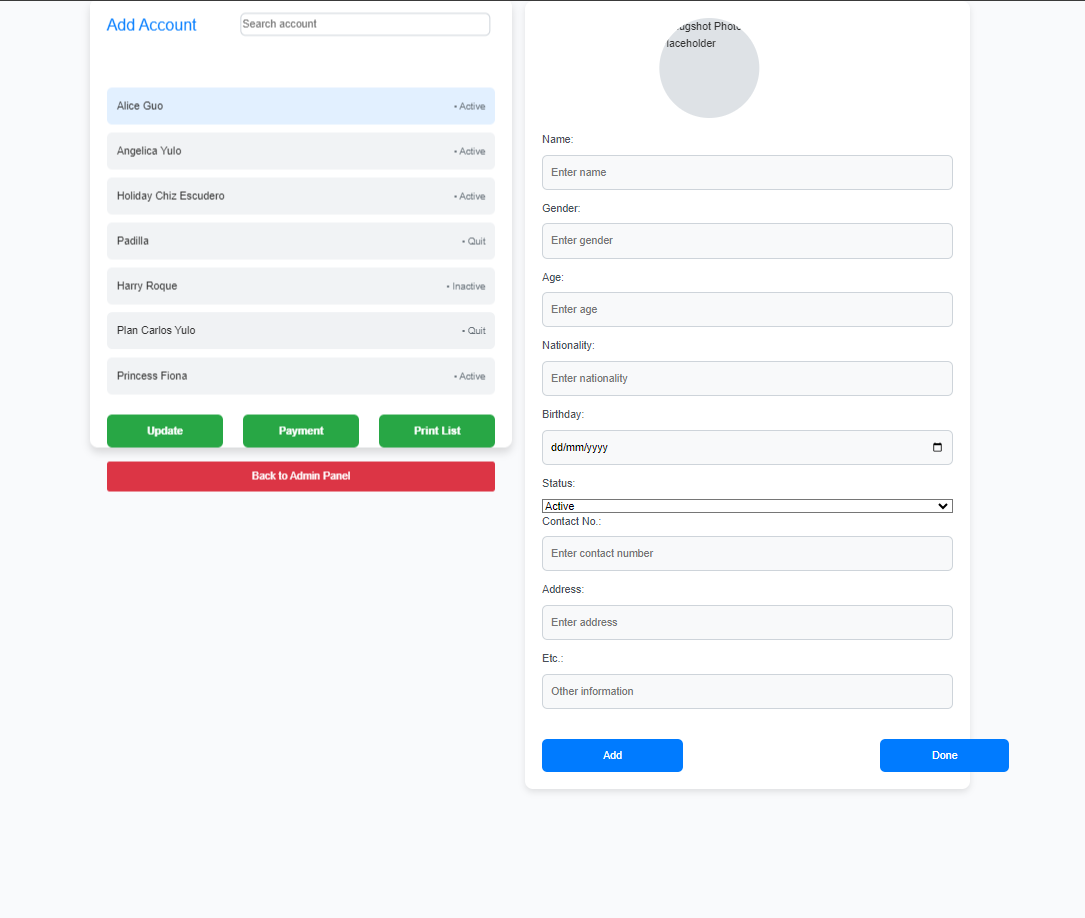 Add Account
Search account
Alice Guo • Active
Angelica Yulo • Active
Holiday Chiz Escudero • Active
Padilla • Quit
Harry Roque • Inactive
Plan Carlos Yulo • Quit
Princess Fiona • Active
Update Payment Print List
Back to Admin Panel
Photo
Name:
Enter name
Gender:
Enter gender
Age:
Enter age
Nationality:
Enter nationality
Birthday:
dd/mm/yyyy
Status:
Active
Contact No.:
Enter contact number
Address:
Enter address
Etc.:
Other information
Add Done